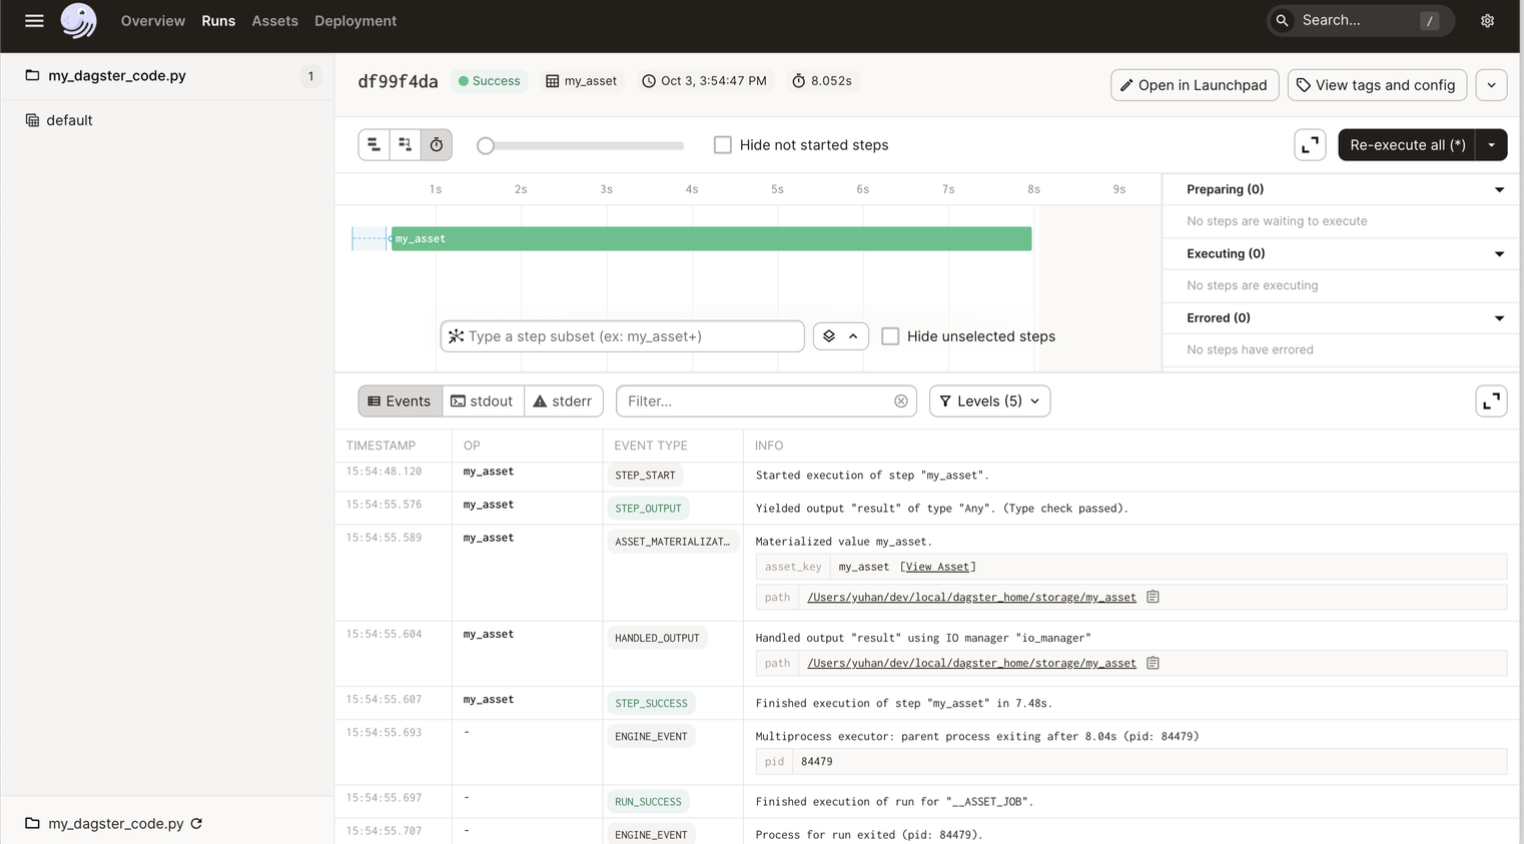 Overview Runs Assets Deployment Search... /
my_dagster_code.py 1
default
df99f4da Success my_asset Oct 3, 3:54:47 PM 8.052s Open in Launchpad View tags and config
Hide not started steps Re-execute all (*)
1s 2s 3s 4s 5s 6s 7s 8s 9s
my_asset
Preparing (0)
No steps are waiting to execute
Executing (0)
No steps are executing
Errored (0)
No steps have errored
Type a step subset (ex: my_asset+) Hide unselected steps
Events stdout stderr Filter... Levels (5)
TIMESTAMP OP EVENT TYPE INFO
15:54:48.120 my_asset STEP_START Started execution of step "my_asset".
15:54:55.576 my_asset STEP_OUTPUT Yielded output "result" of type "Any". (Type check passed).
15:54:55.589 my_asset ASSET_MATERIALIZAT… Materialized value my_asset.
asset_key my_asset [View Asset]
path /Users/yuhan/dev/local/dagster_home/storage/my_asset
15:54:55.604 my_asset HANDLED_OUTPUT Handled output "result" using IO manager "io_manager"
path /Users/yuhan/dev/local/dagster_home/storage/my_asset
15:54:55.607 my_asset STEP_SUCCESS Finished execution of step "my_asset" in 7.48s.
15:54:55.693 - ENGINE_EVENT Multiprocess executor: parent process exiting after 8.04s (pid: 84479)
pid 84479
15:54:55.697 - RUN_SUCCESS Finished execution of run for "__ASSET_JOB".
15:54:55.707 - ENGINE_EVENT Process for run exited (pid: 84479).
my_dagster_code.py